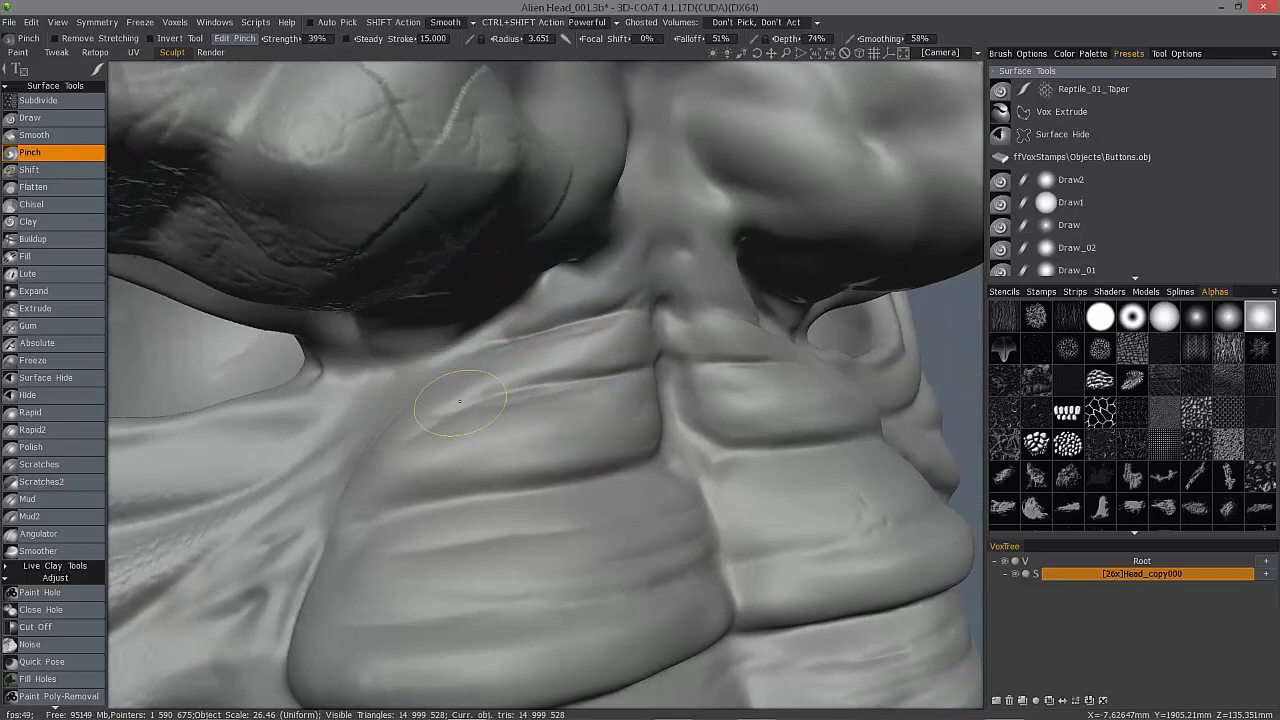 Alien Head_001.3b* - 3D-COAT 4.1.17D(CUDA)(DX64)
File Edit View Symmetry Freeze Voxels Windows Scripts Help Auto Pick SHIFT Action Smooth CTRL+SHIFT Action Powerful Ghosted Volumes: Don't Pick, Don't Act
Pinch Remove Stretching Invert Tool Edit Pinch Strength: 39% Steady Stroke: 15.000 Radius: 3.651 Focal Shift: 0% Falloff: 51% Depth: 74% Smoothing: 58%
Paint Tweak Retopo UV Sculpt Render [Camera]
Brush Options Color Palette Presets Tool Options
Surface Tools
Subdivide
Draw
Smooth
Pinch
Shift
Flatten
Chisel
Clay
Buildup
Fill
Lute
Expand
Extrude
Gum
Absolute
Freeze
Surface Hide
Hide
Rapid
Rapid2
Polish
Scratches
Scratches2
Mud
Mud2
Angulator
Smoother
Live Clay Tools
Adjust
Paint Hole
Close Hole
Cut Off
Noise
Quick Pose
Fill Holes
Paint Poly-Removal
Surface Tools
Reptile_01_Taper
Vox Extrude
Surface Hide
ffVoxStamps\Objects\Buttons.obj
Draw2
Draw1
Draw
Draw_02
Draw_01
Stencils Stamps Strips Shaders Models Splines Alphas
VoxTree
V Root +
S [26x]Head_copy000 +
fps:49; Free: 95149 Mb,Pointers: 1 590 675;Object Scale: 26.46 (Uniform); Visible Triangles: 14 999 528; Curr. obj. tris: 14 999 528
X=-7.62647 Y=1905.21mm Z=135.351mm